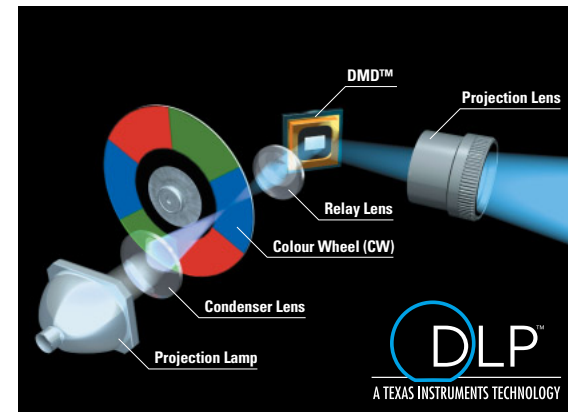 DMD™
Projection Lens
Relay Lens
Colour Wheel (CW)
Condenser Lens
Projection Lamp
DLP™
A TEXAS INSTRUMENTS TECHNOLOGY